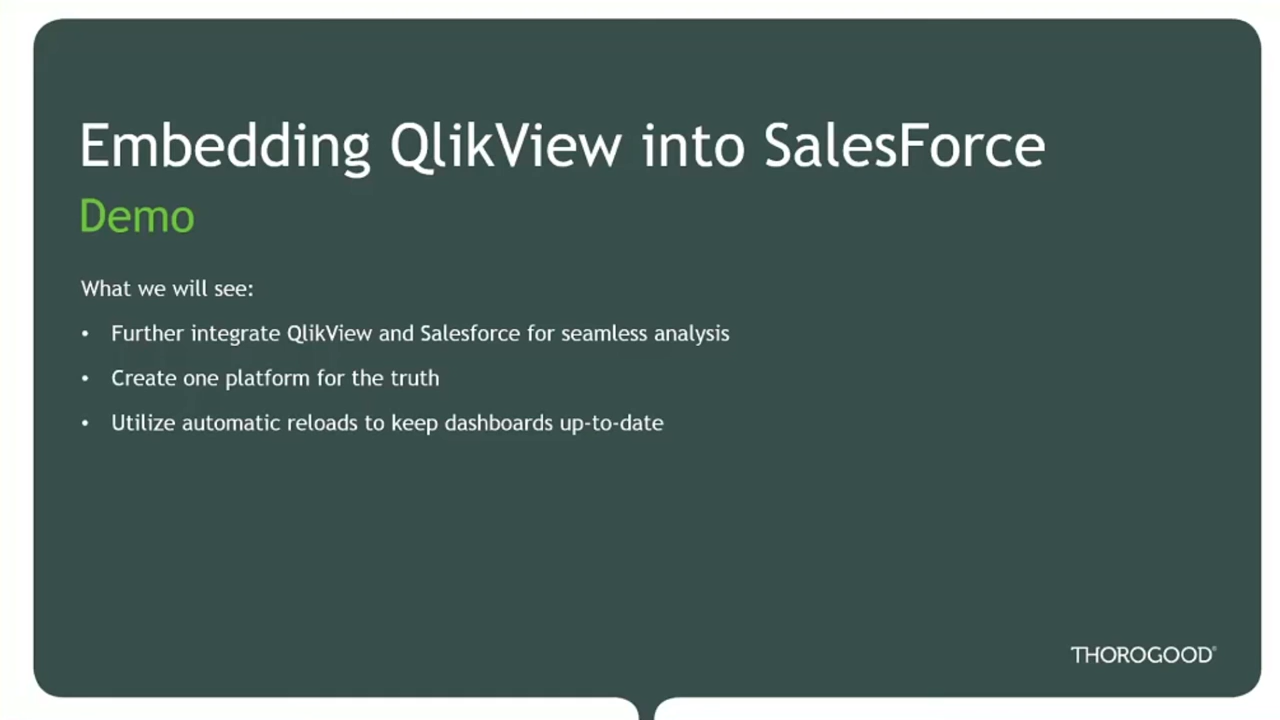 Embedding QlikView into SalesForce
Demo
What we will see:
• Further integrate QlikView and Salesforce for seamless analysis
• Create one platform for the truth
• Utilize automatic reloads to keep dashboards up-to-date
THOROGOOD®